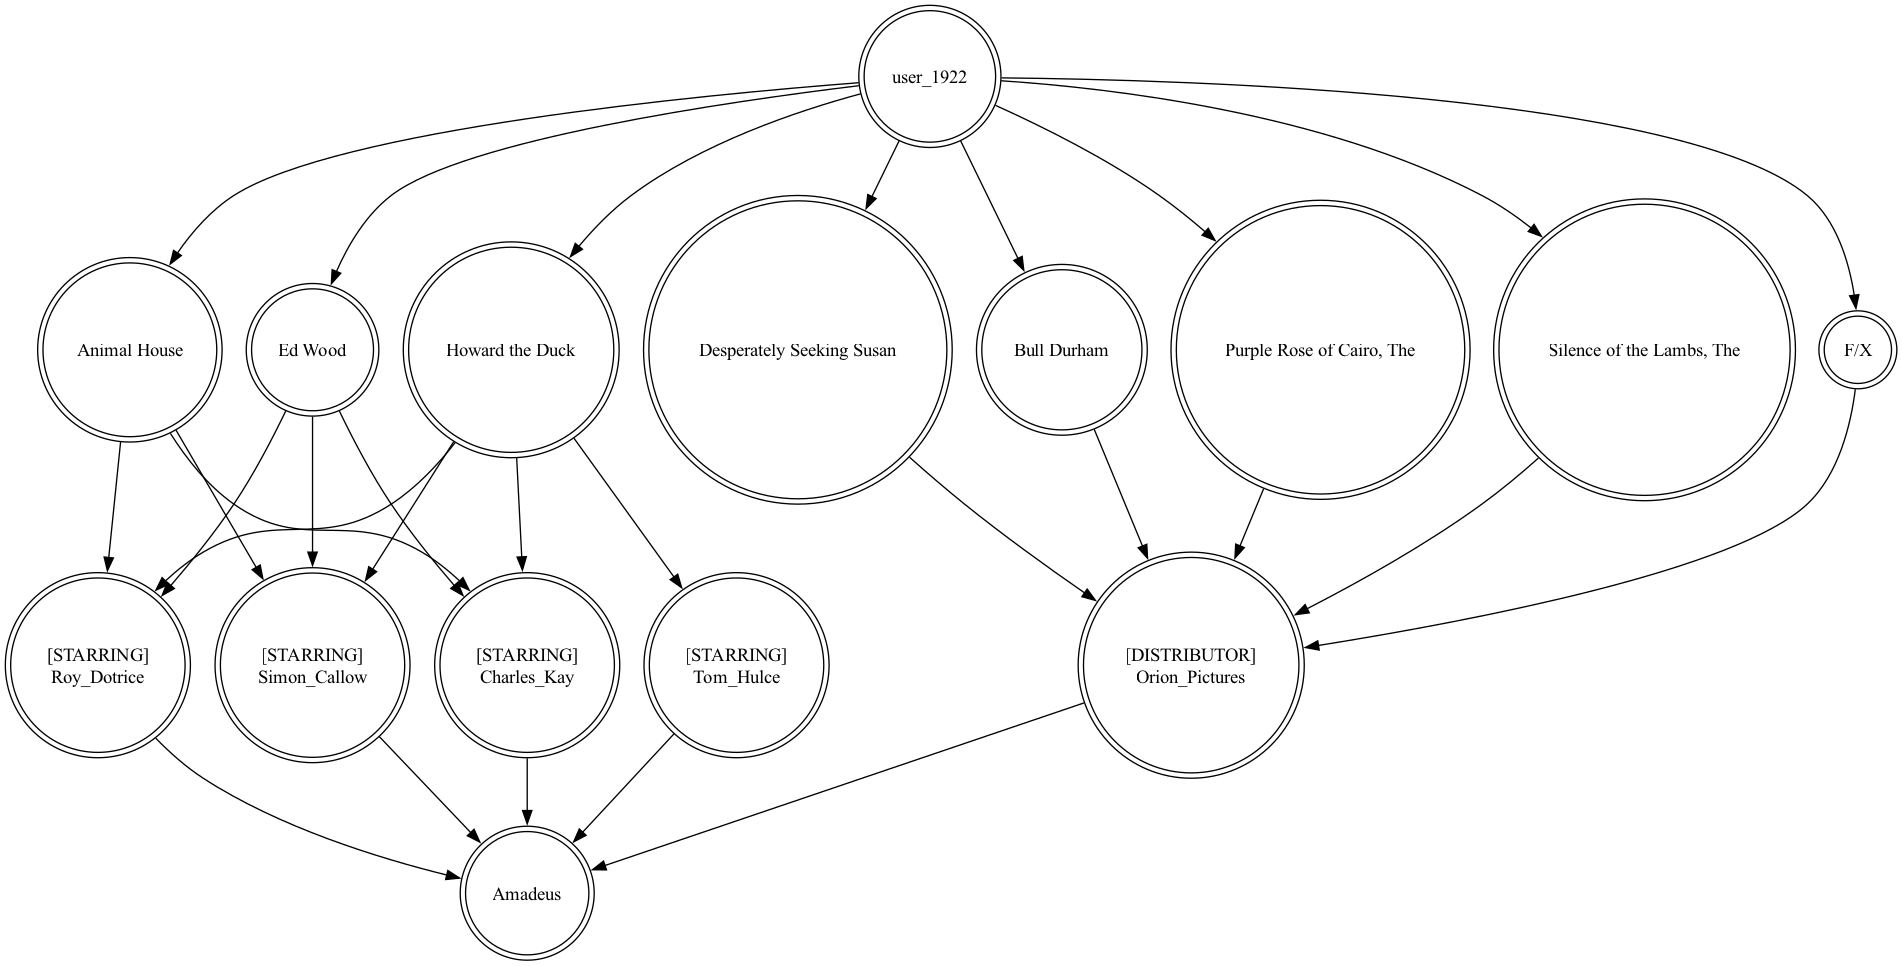 user_1922
Animal House
Ed Wood
Howard the Duck
Desperately Seeking Susan
Bull Durham
Purple Rose of Cairo, The
Silence of the Lambs, The
F/X
[STARRING]
Roy_Dotrice
[STARRING]
Simon_Callow
[STARRING]
Charles_Kay
[STARRING]
Tom_Hulce
[DISTRIBUTOR]
Orion_Pictures
Amadeus